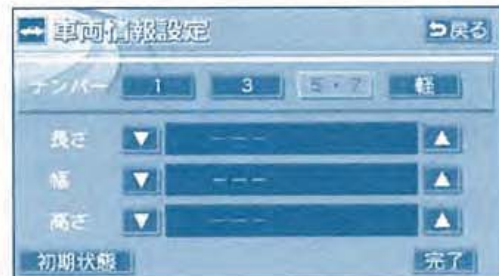 車両情報設定 戻る
ナンバー 1 3 5・7 軽
長さ ▼ --- ▲
幅 ▼ --- ▲
高さ ▼ --- ▲
初期状態 完了